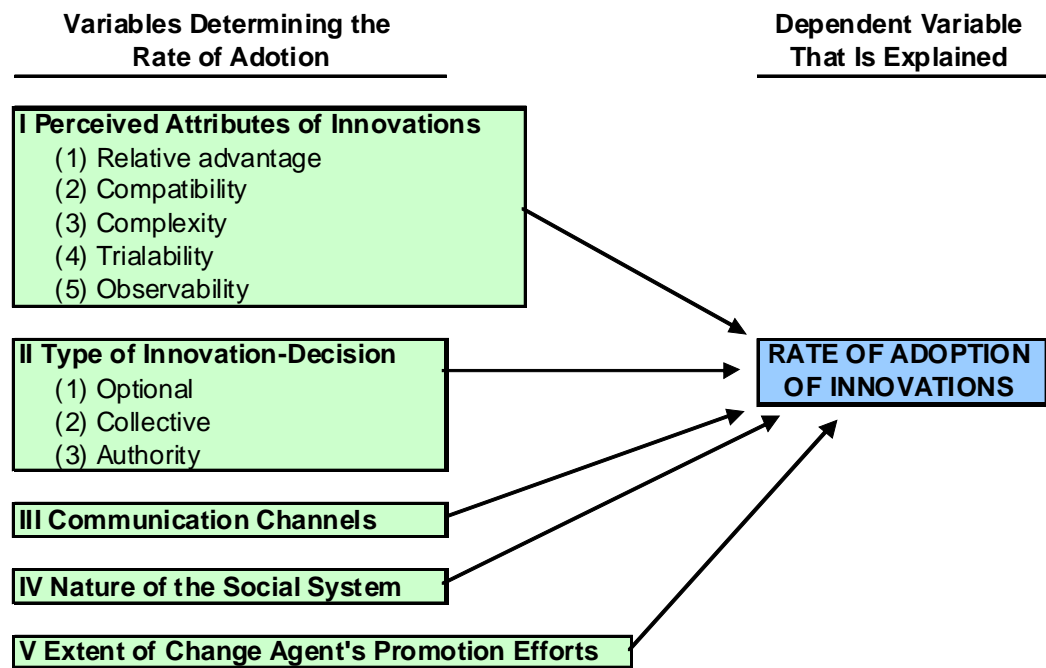 Variables Determining the
Rate of Adotion
Dependent Variable
That Is Explained
I Perceived Attributes of Innovations
(1) Relative advantage
(2) Compatibility
(3) Complexity
(4) Trialability
(5) Observability
II Type of Innovation-Decision
(1) Optional
(2) Collective
(3) Authority
RATE OF ADOPTION
OF INNOVATIONS
III Communication Channels
IV Nature of the Social System
V Extent of Change Agent's Promotion Efforts